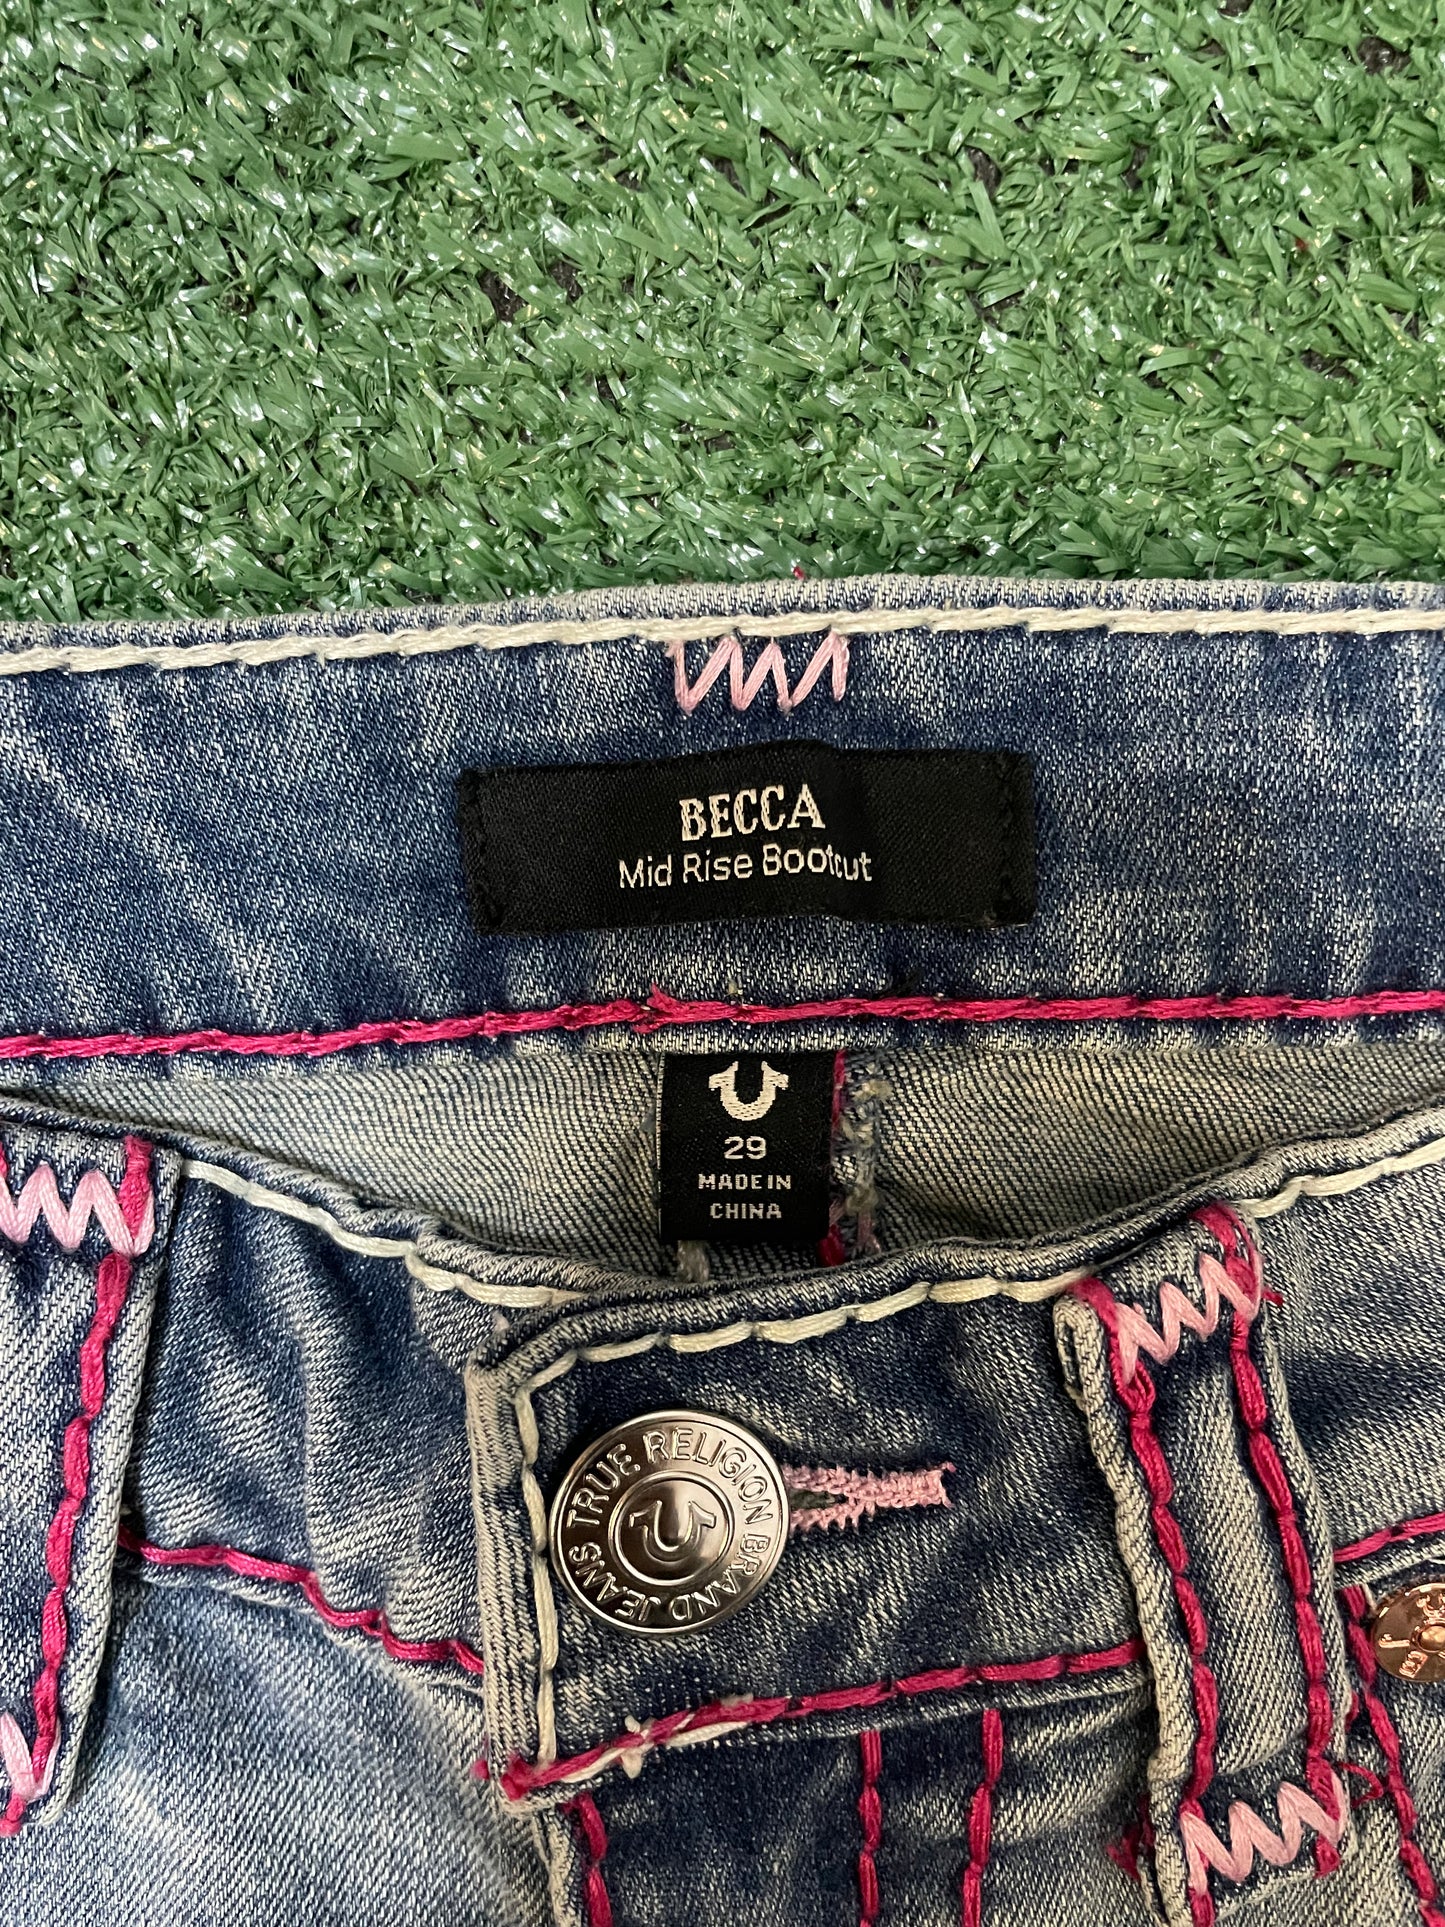 BECCA
Mid Rise Bootcut
29
MADE IN
CHINA
TRUE RELIGION BRAND JEANS